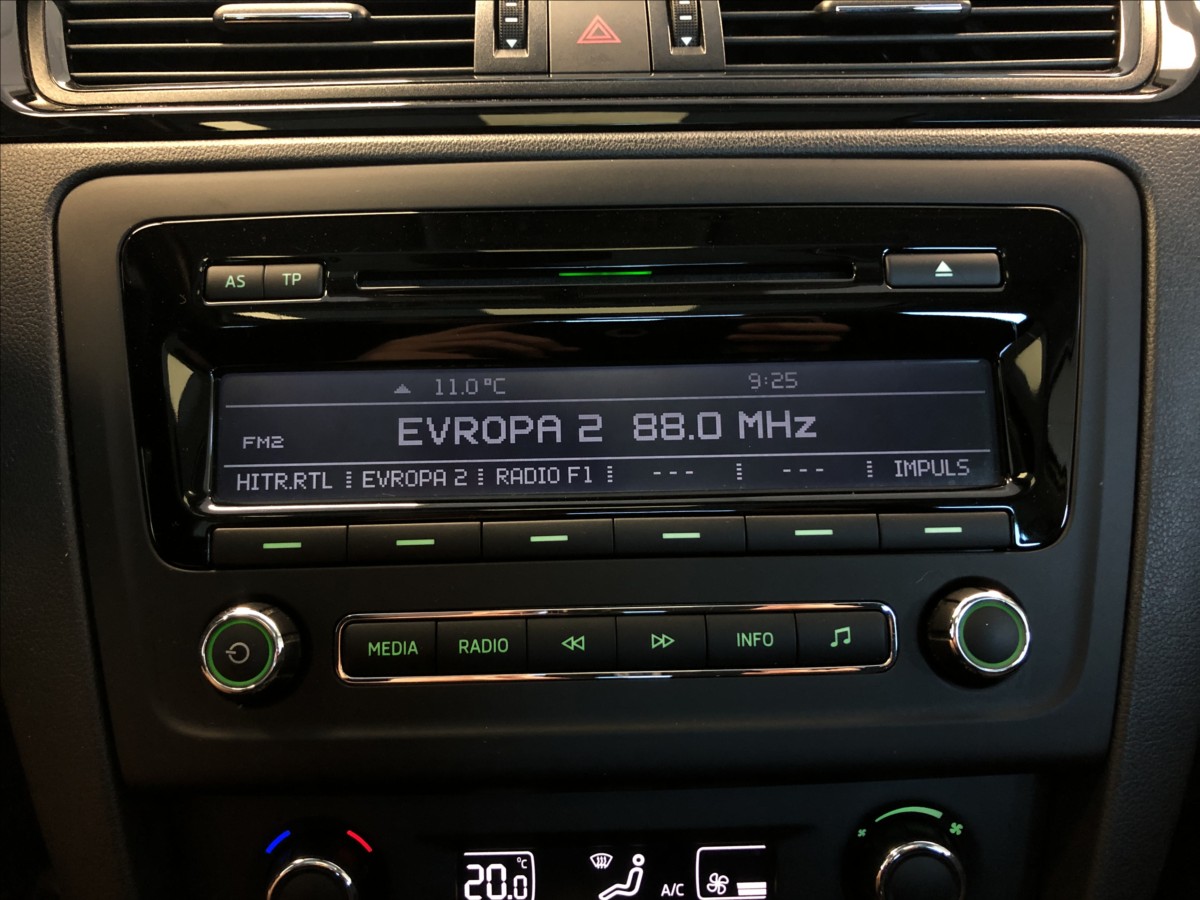 AS TP
11.0 °C 9:25
EVROPA 2 88.0 MHz
FM2
HITR.RTL EVROPA 2 RADIO F1 --- --- IMPULS
MEDIA RADIO INFO
20.0 °C A/C